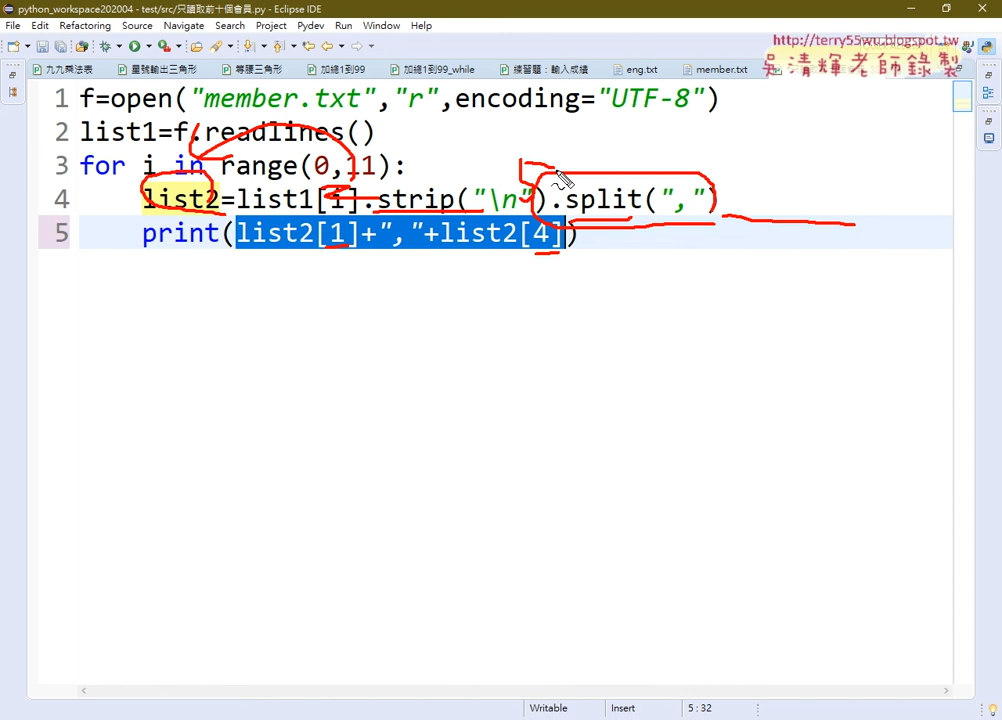 python_workspace202004 - test/src/只讀取前十個會員.py - Eclipse IDE
File Edit Refactoring Source Navigate Search Project Pydev Run Window Help
http://terry55wu.blogspot.tw
吳清輝老師錄製
九九乘法表 星號輸出三角形 等腰三角形 加總1到99 加總1到99_while 練習題：輸入成績 eng.txt member.txt
1 f=open("member.txt","r",encoding="UTF-8")
2 list1=f.readlines()
3 for i in range(0,11):
4 list2=list1[i].strip("\n").split(",")
5 print(list2[1]+","+list2[4])
Writable Insert 5 : 32